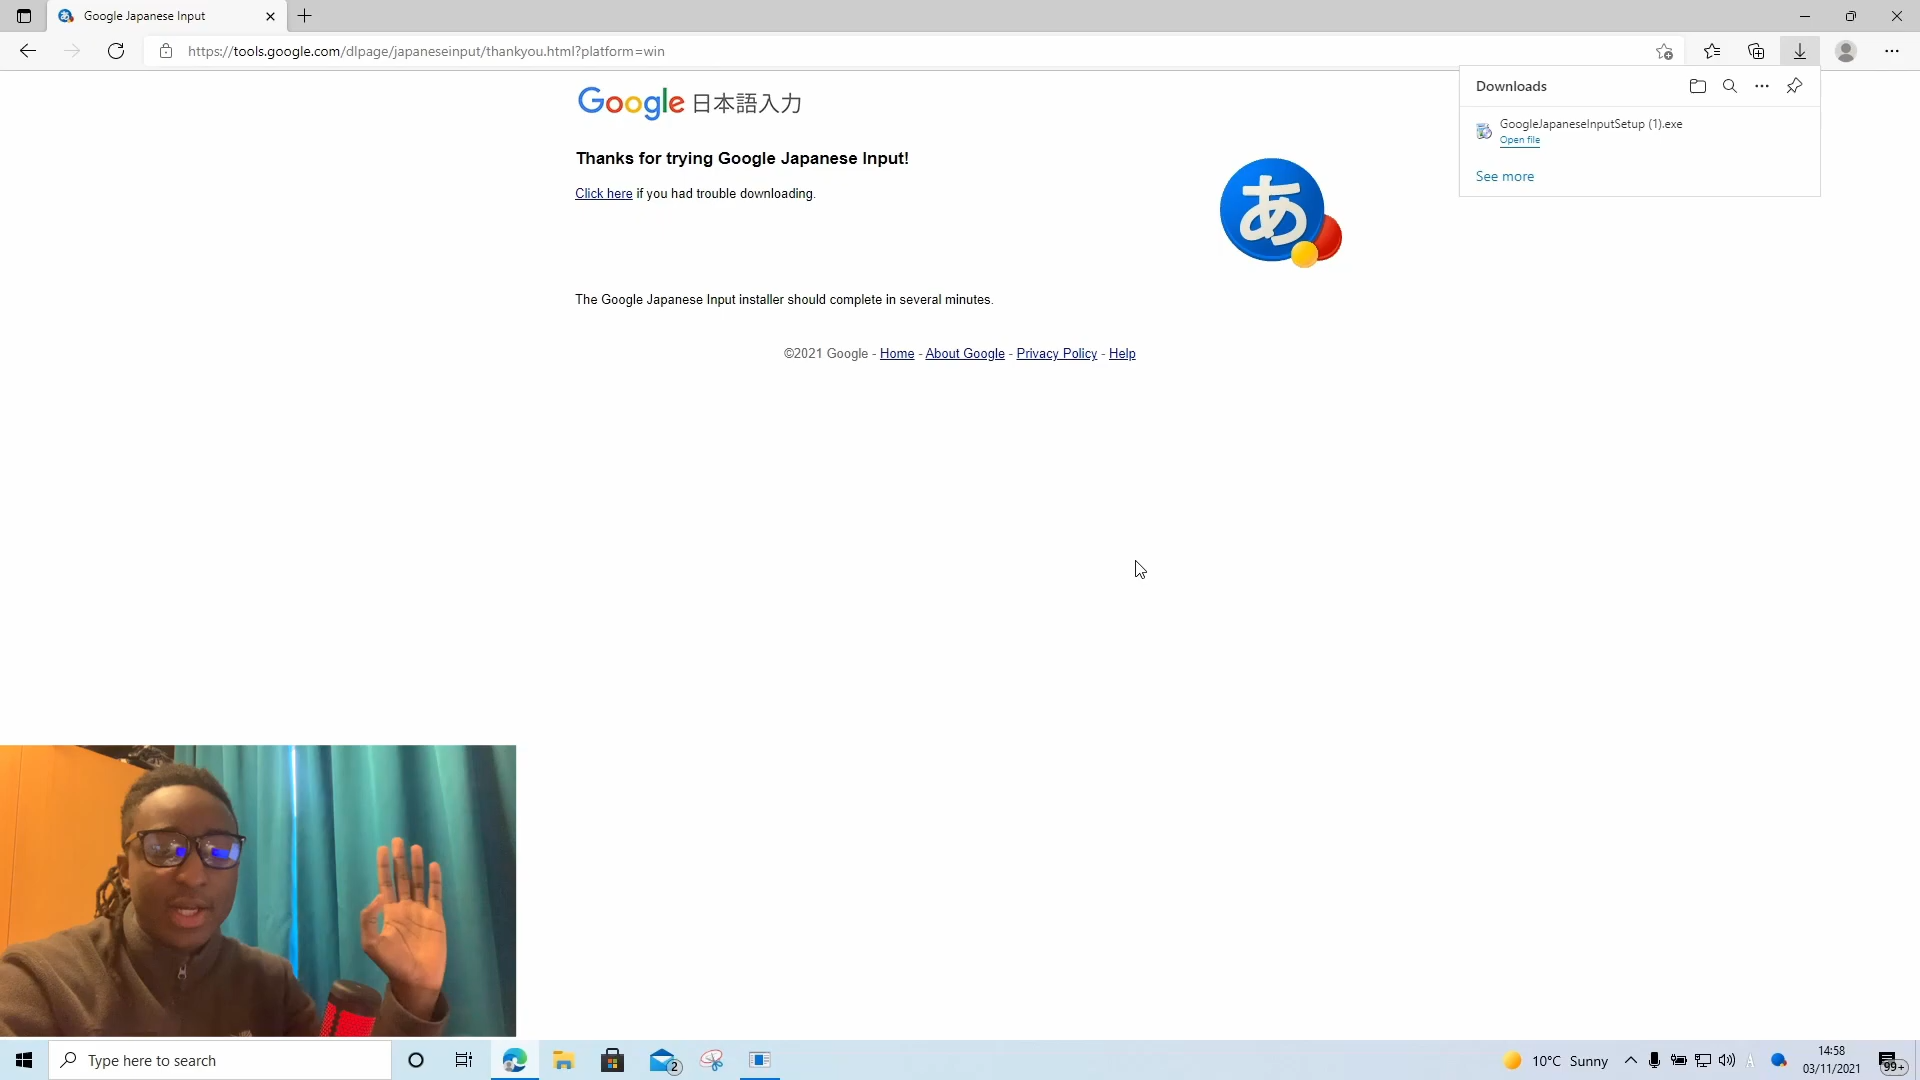 Google Japanese Input
https://tools.google.com/dlpage/japaneseinput/thankyou.html?platform=win
Downloads
GoogleJapaneseInputSetup (1).exe
Open file
See more
Google 日本語入力
Thanks for trying Google Japanese Input!
Click here if you had trouble downloading.
あ
The Google Japanese Input installer should complete in several minutes.
©2021 Google - Home - About Google - Privacy Policy - Help
Type here to search
2
10°C Sunny
A
14:58
03/11/2021
99+